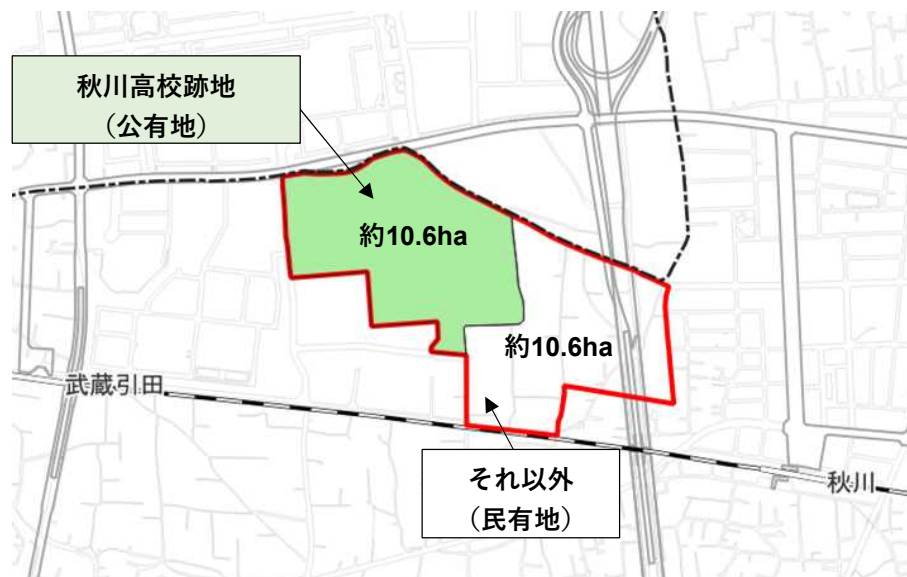 秋川高校跡地
（公有地）
約10.6ha
約10.6ha
武蔵引田
それ以外
（民有地）
秋川